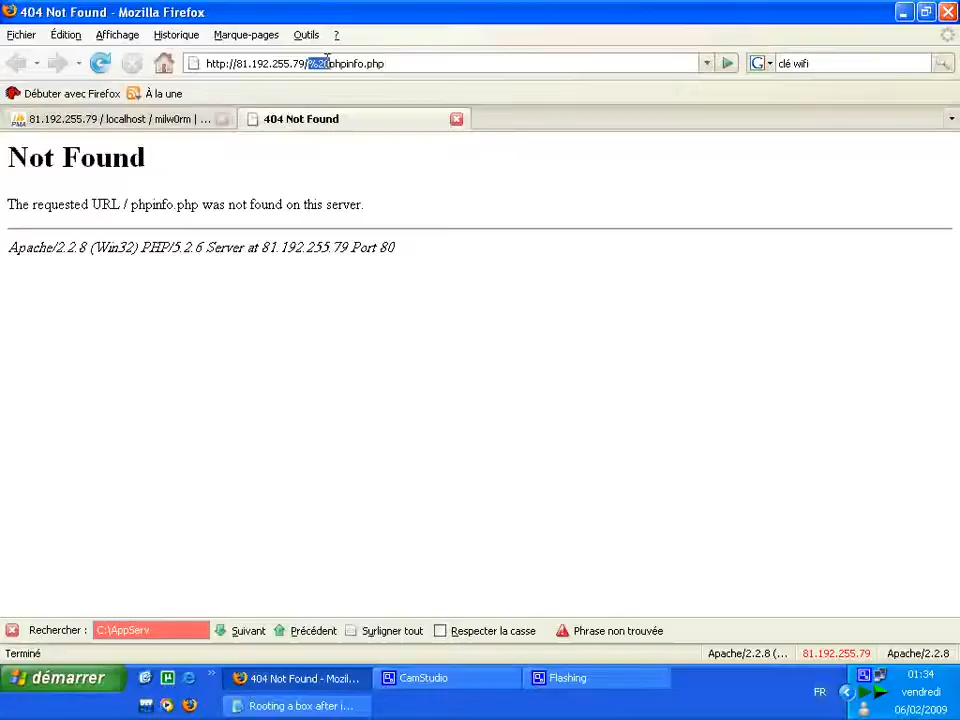 404 Not Found - Mozilla Firefox
Fichier Édition Affichage Historique Marque-pages Outils ?
http://81.192.255.79/%20phpinfo.php
clé wifi
Débuter avec Firefox À la une
81.192.255.79 / localhost / milw0rm | ...
404 Not Found
Not Found
The requested URL / phpinfo.php was not found on this server.
Apache/2.2.8 (Win32) PHP/5.2.6 Server at 81.192.255.79 Port 80
Rechercher : C:\AppServ Suivant Précédent Surligner tout Respecter la casse Phrase non trouvée
Terminé Apache/2.2.8 (... 81.192.255.79 Apache/2.2.8
démarrer 404 Not Found - Mozil... CamStudio Flashing 01:34
FR vendredi
Rooting a box after i... 06/02/2009